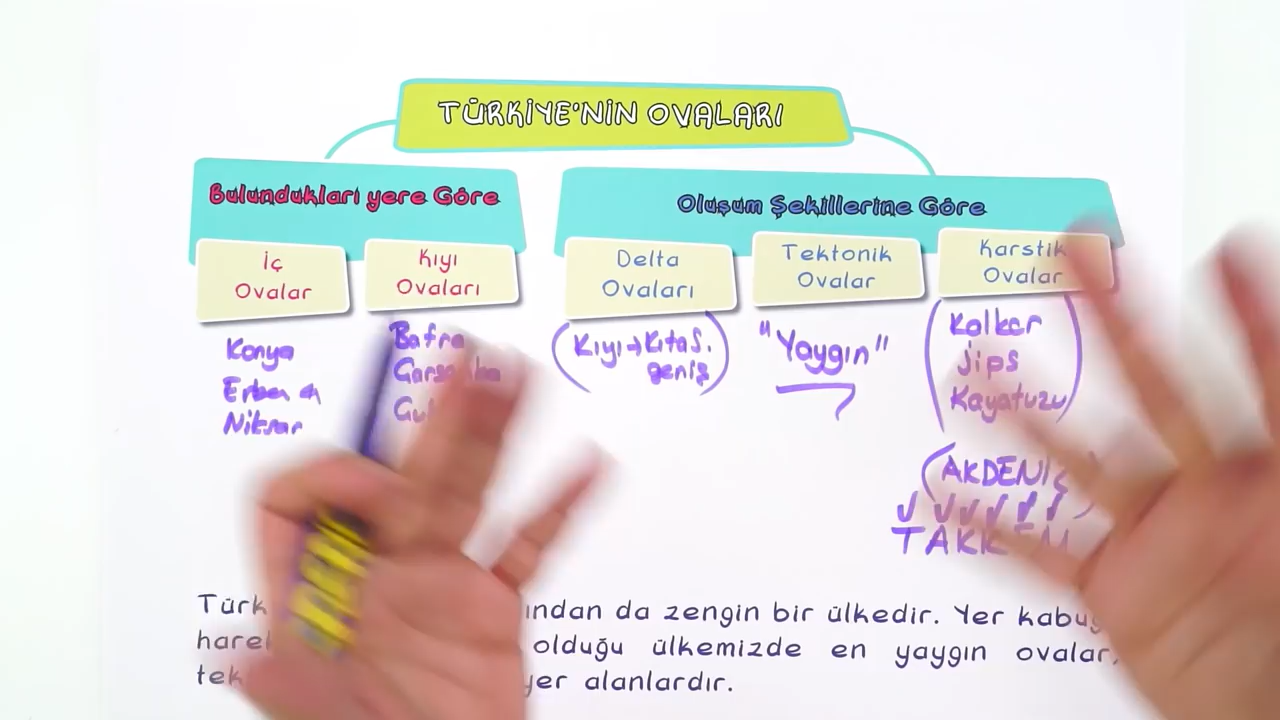 TÜRKİYE'NİN OVALARI
Bulundukları yere Göre
Oluşum Şekillerine Göre
İç
Ovalar
Kıyı
Ovaları
Delta
Ovaları
Tektonik
Ovalar
Karstik
Ovalar
Konya
Erbaa
Niksar
Bafra
(Kıyı→Kıta S.
geniş)
"Yaygın"
Kalker
jips
Kayatuzu
(AKDENİZ)
ından da zengin bir ülkedir. Yer
olduğu ülkemizde en yaygın ovalar,
yer alanlardır.